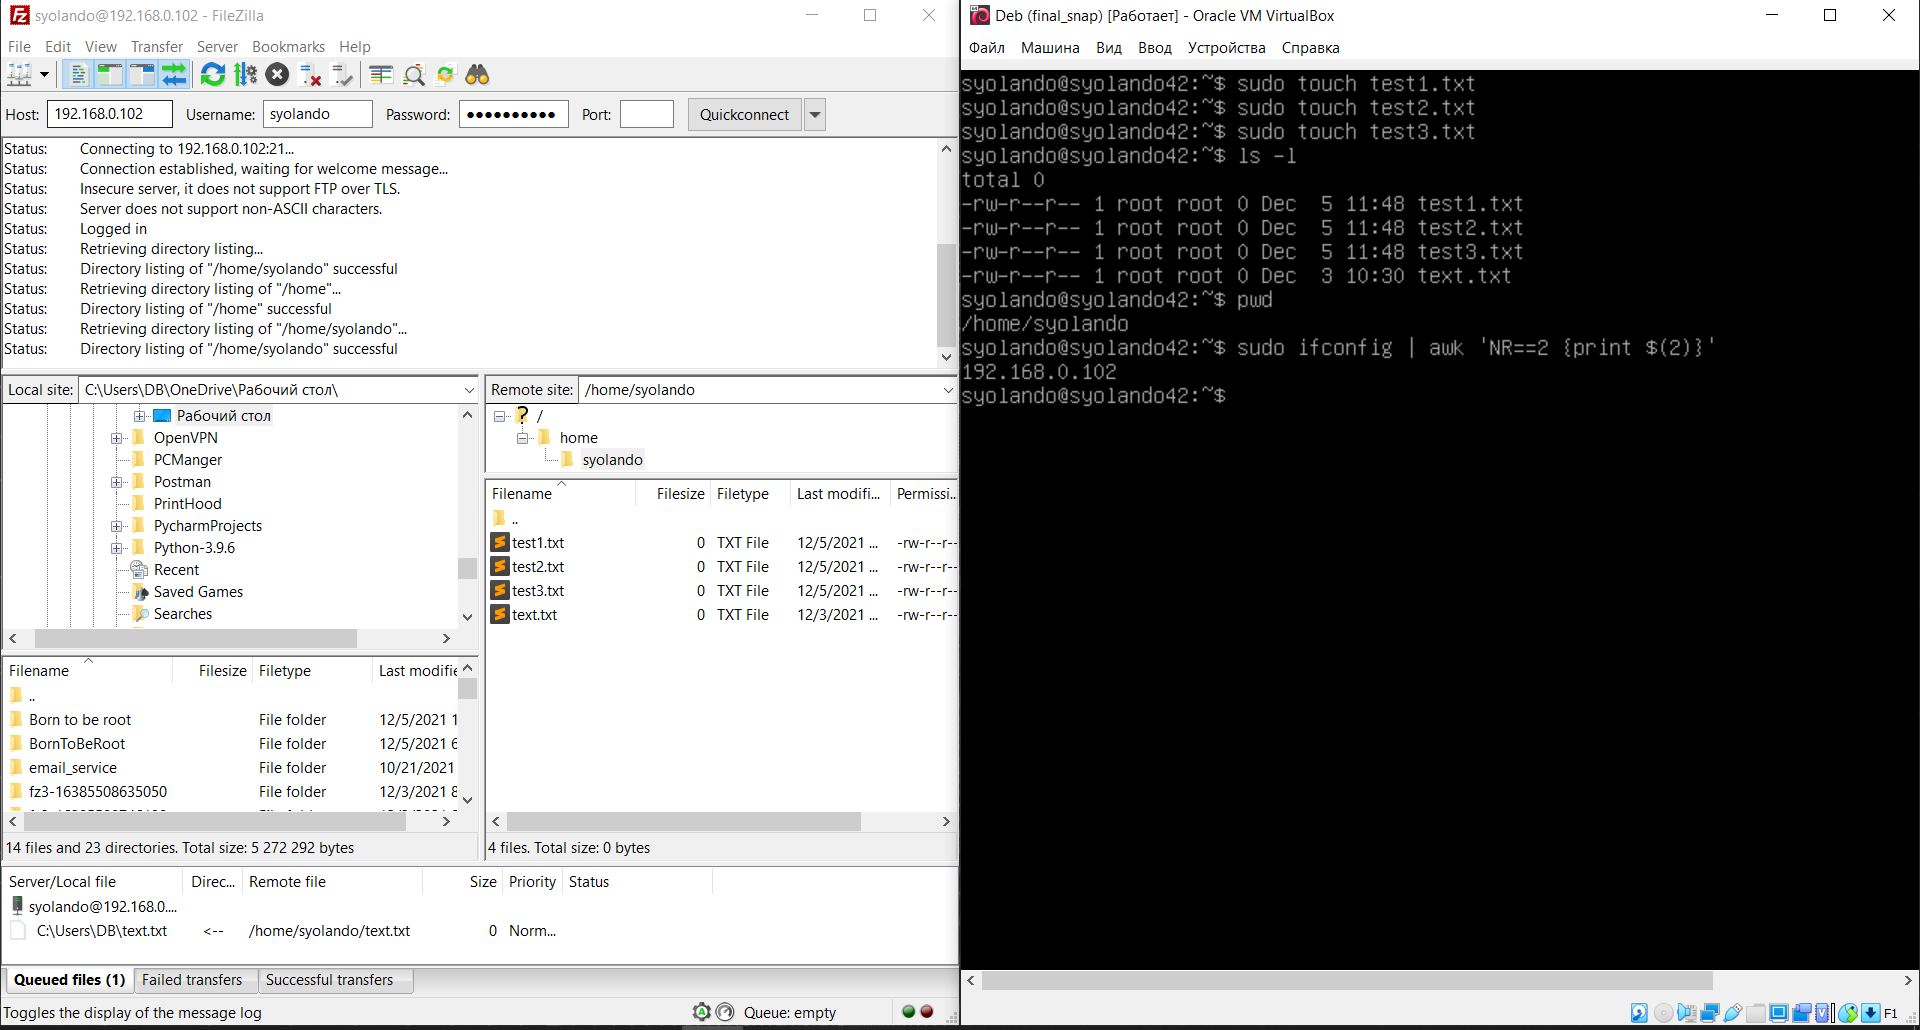 syolando@192.168.0.102 - FileZilla
File Edit View Transfer Server Bookmarks Help
Host: 192.168.0.102 Username: syolando Password: ●●●●●●●●●● Port: Quickconnect
Status: Connecting to 192.168.0.102:21...
Status: Connection established, waiting for welcome message...
Status: Insecure server, it does not support FTP over TLS.
Status: Server does not support non-ASCII characters.
Status: Logged in
Status: Retrieving directory listing...
Status: Directory listing of "/home/syolando" successful
Status: Retrieving directory listing of "/home"...
Status: Directory listing of "/home" successful
Status: Retrieving directory listing of "/home/syolando"...
Status: Directory listing of "/home/syolando" successful
Local site: C:\Users\DB\OneDrive\Рабочий стол\
Рабочий стол
OpenVPN
PCManger
Postman
PrintHood
PycharmProjects
Python-3.9.6
Recent
Saved Games
Searches
Filename Filesize Filetype Last modifie
..
Born to be root File folder 12/5/2021 1
BornToBeRoot File folder 12/5/2021 6
email_service File folder 10/21/2021
fz3-16385508635050 File folder 12/3/2021 8
14 files and 23 directories. Total size: 5 272 292 bytes
Remote site: /home/syolando
? /
home
syolando
Filename Filesize Filetype Last modifi... Permissi...
..
test1.txt 0 TXT File 12/5/2021 ... -rw-r--r--
test2.txt 0 TXT File 12/5/2021 ... -rw-r--r--
test3.txt 0 TXT File 12/5/2021 ... -rw-r--r--
text.txt 0 TXT File 12/3/2021 ... -rw-r--r--
4 files. Total size: 0 bytes
Server/Local file Direc... Remote file Size Priority Status
syolando@192.168.0....
C:\Users\DB\text.txt <-- /home/syolando/text.txt 0 Norm...
Queued files (1) Failed transfers Successful transfers
Toggles the display of the message log Queue: empty
Deb (final_snap) [Работает] - Oracle VM VirtualBox
Файл Машина Вид Ввод Устройства Справка
syolando@syolando42:~$ sudo touch test1.txt
syolando@syolando42:~$ sudo touch test2.txt
syolando@syolando42:~$ sudo touch test3.txt
syolando@syolando42:~$ ls -l
total 0
-rw-r--r-- 1 root root 0 Dec  5 11:48 test1.txt
-rw-r--r-- 1 root root 0 Dec  5 11:48 test2.txt
-rw-r--r-- 1 root root 0 Dec  5 11:48 test3.txt
-rw-r--r-- 1 root root 0 Dec  3 10:30 text.txt
syolando@syolando42:~$ pwd
/home/syolando
syolando@syolando42:~$ sudo ifconfig | awk 'NR==2 {print $(2)}'
192.168.0.102
syolando@syolando42:~$
F1